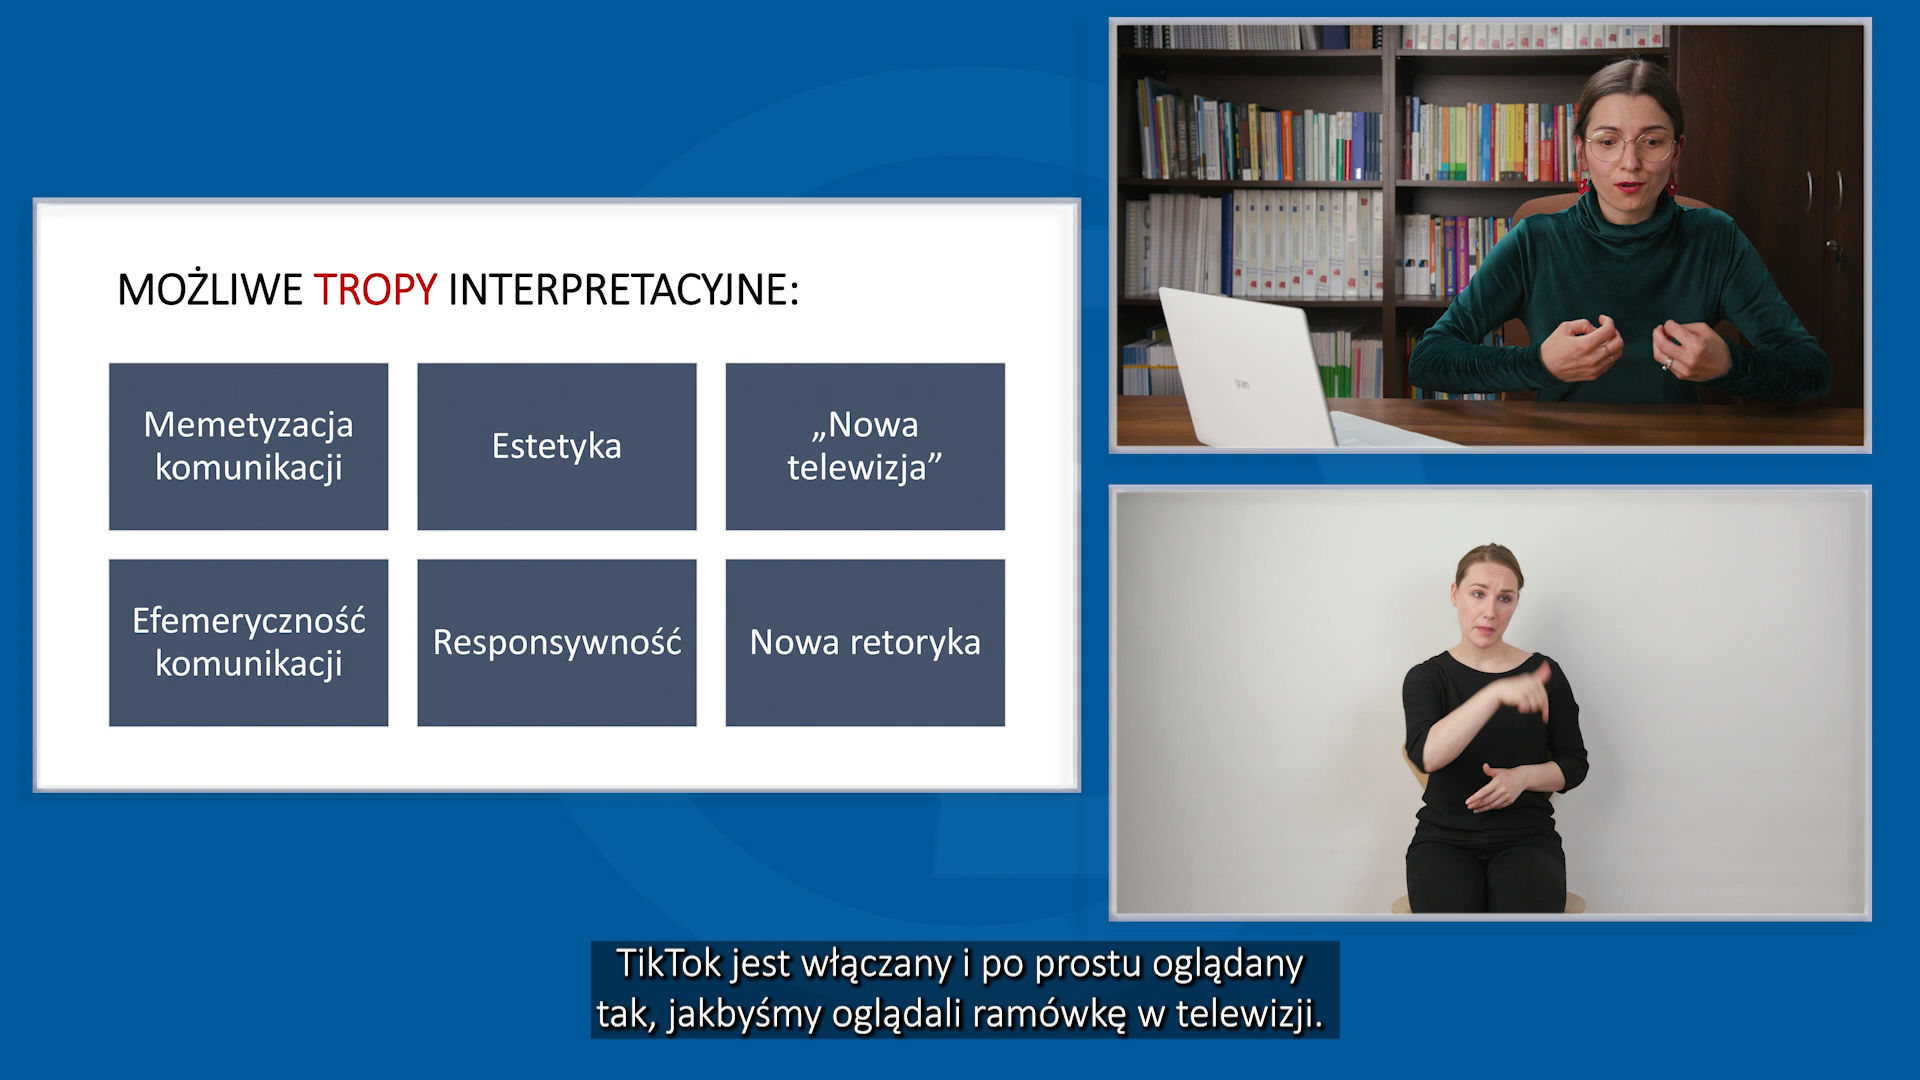 MOŻLIWE TROPY INTERPRETACYJNE:
Memetyzacja
komunikacji
Estetyka
„Nowa
telewizja”
Efemeryczność
komunikacji
Responsywność
Nowa retoryka
TikTok jest włączany i po prostu oglądany
tak, jakbyśmy oglądali ramówkę w telewizji.